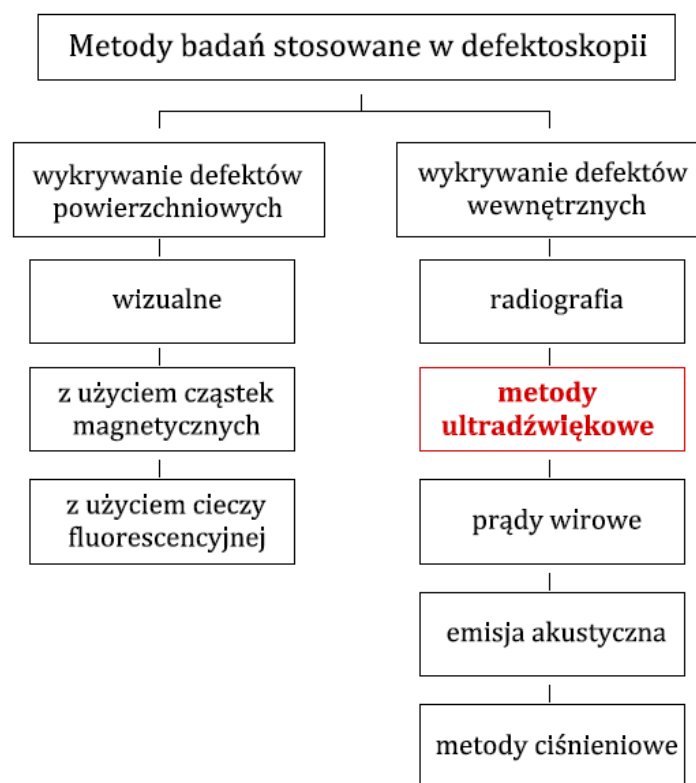 Metody badań stosowane w defektoskopii
wykrywanie defektów
powierzchniowych
wizualne
z użyciem cząstek
magnetycznych
z użyciem cieczy
fluorescencyjnej
wykrywanie defektów
wewnętrznych
radiografia
metody
ultradźwiękowe
prądy wirowe
emisja akustyczna
metody ciśnieniowe